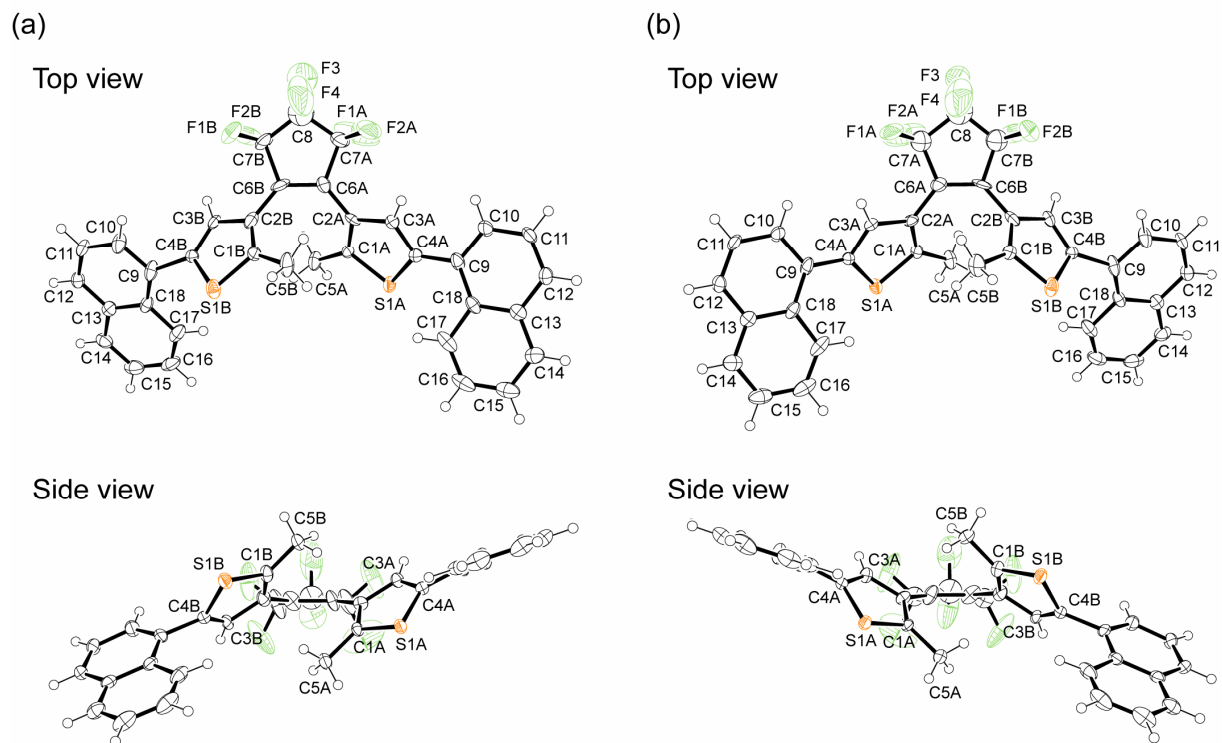 (a)
Top view
F3
F4
F2B
F1A
F1B
F2A
C8
C7B
C7A
C6B
C6A
C3B
C2B
C2A
C3A
C10
C10
C11
C4B
C1B
C1A
C4A
C11
C9
C9
C12
C18
S1B
C5B
C5A
S1A
C18
C12
C13
C17
C17
C13
C14
C16
C15
C16
C14
C15
Side view
C5B
S1B
C1B
C3A
C4B
C4A
C3B
C1A
S1A
C5A
(b)
Top view
F3
F4
F2A
F1B
F1A
F2B
C8
C7A
C7B
C6A
C6B
C10
C3A
C2A
C2B
C3B
C10
C11
C4A
C1A
C1B
C4B
C11
C9
C9
C12
S1A
C5A
C5B
S1B
C18
C12
C18
C13
C13
C17
C17
C14
C16
C14
C16
C15
C15
Side view
C5B
C1B
S1B
C3A
C4A
C4B
S1A
C1A
C3B
C5A